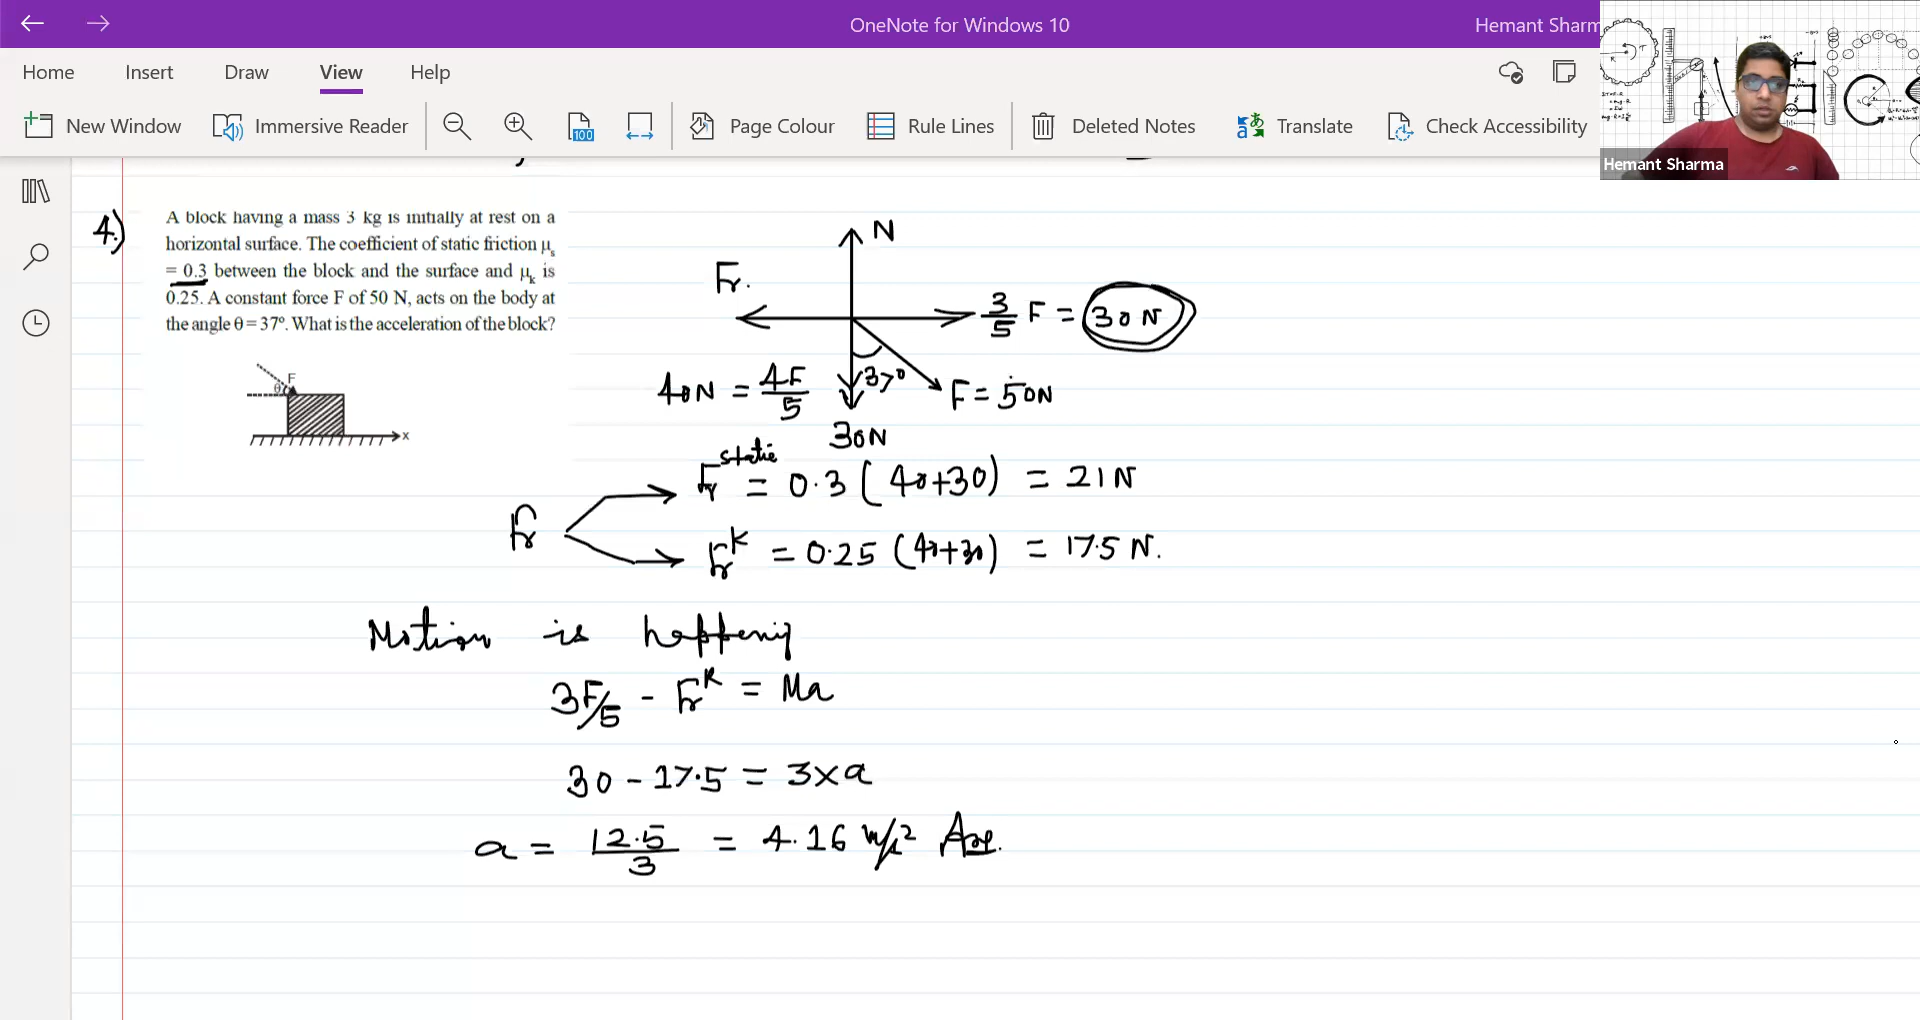 OneNote for Windows 10
Hemant Sharm
Home Insert Draw View Help
New Window Immersive Reader 100 Page Colour Rule Lines Deleted Notes Translate Check Accessibility
Hemant Sharma
4.)
A block having a mass 3 kg is initially at rest on a
horizontal surface. The coefficient of static friction μs
= 0.3 between the block and the surface and μk is
0.25. A constant force F of 50 N, acts on the body at
the angle θ = 37º. What is the acceleration of the block?
F
θ
x
N
Fr.
3/5 F = 30 N
40N = 4F/5
37°
F = 50N
30N
Fr static = 0.3 (40+30) = 21N
Fr
Fr^K = 0.25 (40+30) = 17.5 N.
Motion is happening
3F/5 - Fr^K = Ma
30 - 17.5 = 3×a
a = 12.5/3 = 4.16 m/s² Ans.